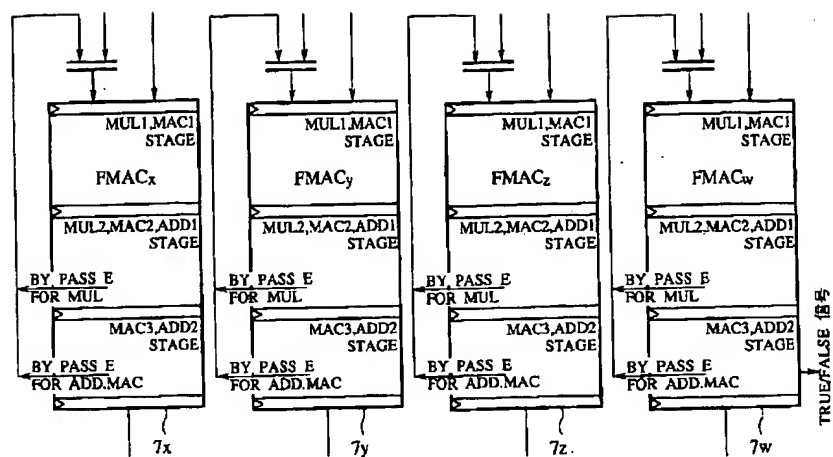 MUL1,MAC1
STAGE
FMACx
MUL2,MAC2,ADD1
STAGE
BY PASS E
FOR MUL
MAC3,ADD2
STAGE
BY PASS E
FOR ADD.MAC
7x
MUL1,MAC1
STAGE
FMACy
MUL2,MAC2,ADD1
STAGE
BY PASS E
FOR MUL
MAC3,ADD2
STAGE
BY PASS E
FOR ADD.MAC
7y
MUL1,MAC1
STAGE
FMACz
MUL2,MAC2,ADD1
STAGE
BY PASS E
FOR MUL
MAC3,ADD2
STAGE
BY PASS E
FOR ADD.MAC
7z
MUL1,MAC1
STAGE
FMACw
MUL2,MAC2,ADD1
STAGE
BY PASS E
FOR MUL
MAC3,ADD2
STAGE
BY PASS E
FOR ADD.MAC
7w
TRUE/FALSE 信号